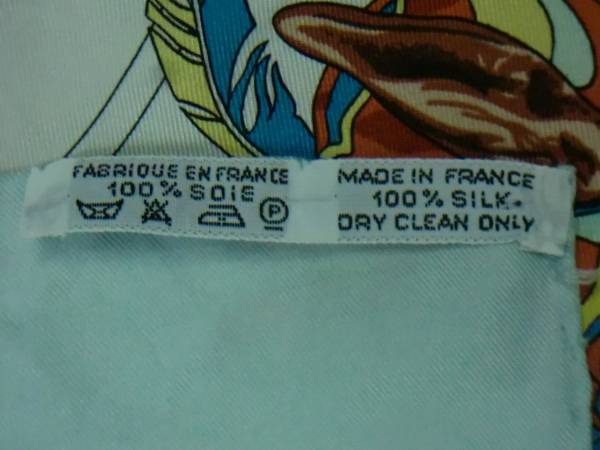 FABRIQUE EN FRANCE
100% SOIE
P
MADE IN FRANCE
100% SILK
DRY CLEAN ONLY